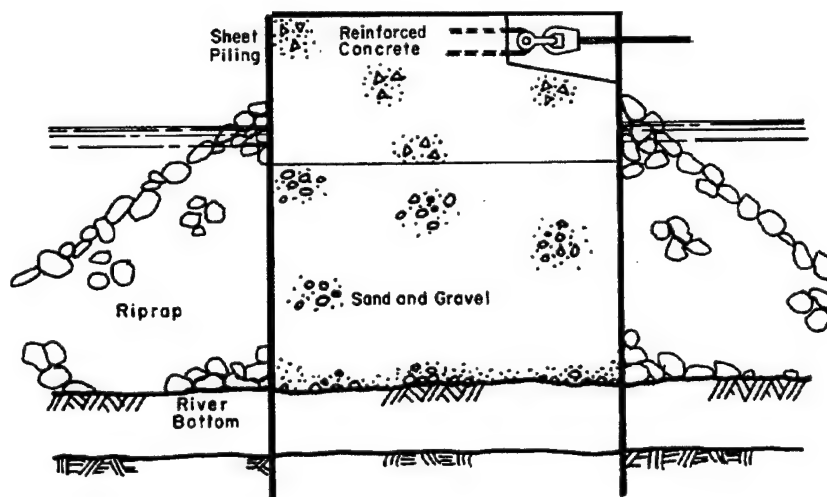 Sheet
Piling
Reinforced
Concrete
Sand and Gravel
Riprap
River
Bottom